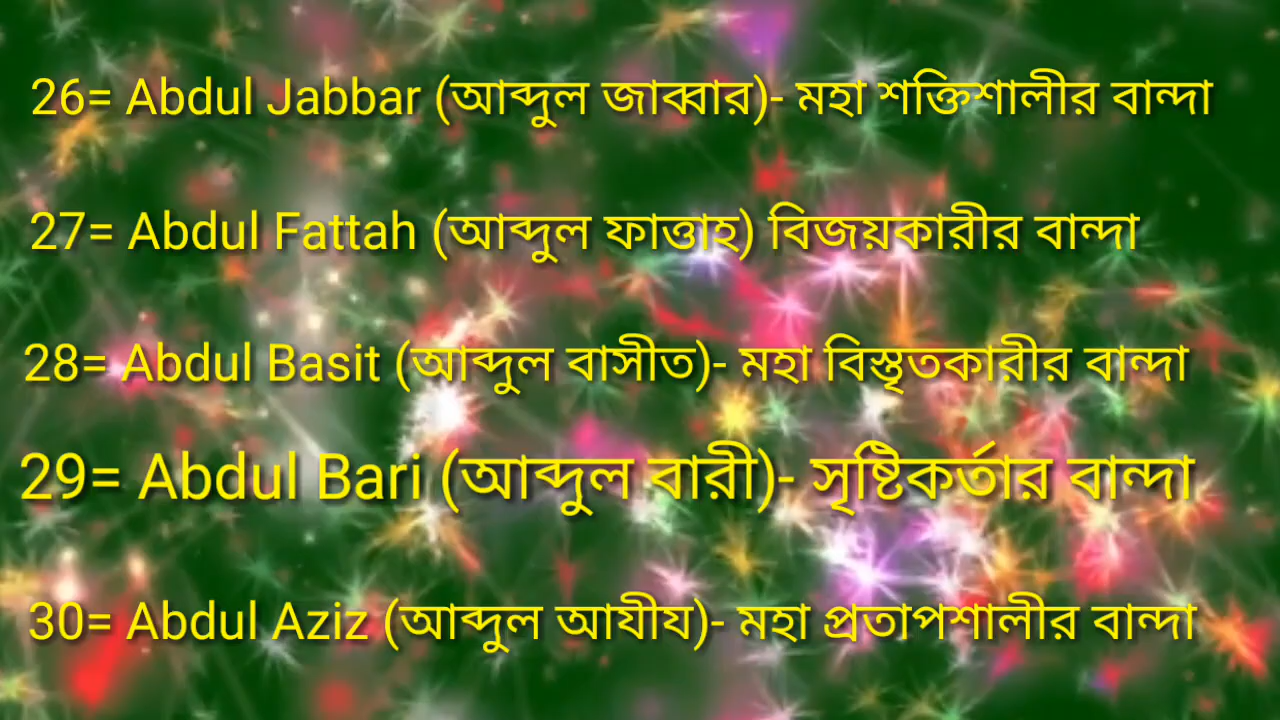 26= Abdul Jabbar (আব্দুল জাব্বার)- মহা শক্তিশালীর বান্দা
27= Abdul Fattah (আব্দুল ফাত্তাহ) বিজয়কারীর বান্দা
28= Abdul Basit (আব্দুল বাসীত)- মহা বিস্তৃতকারীর বান্দা
29= Abdul Bari (আব্দুল বারী)- সৃষ্টিকর্তার বান্দা
30= Abdul Aziz (আব্দুল আযীয)- মহা প্রতাপশালীর বান্দা